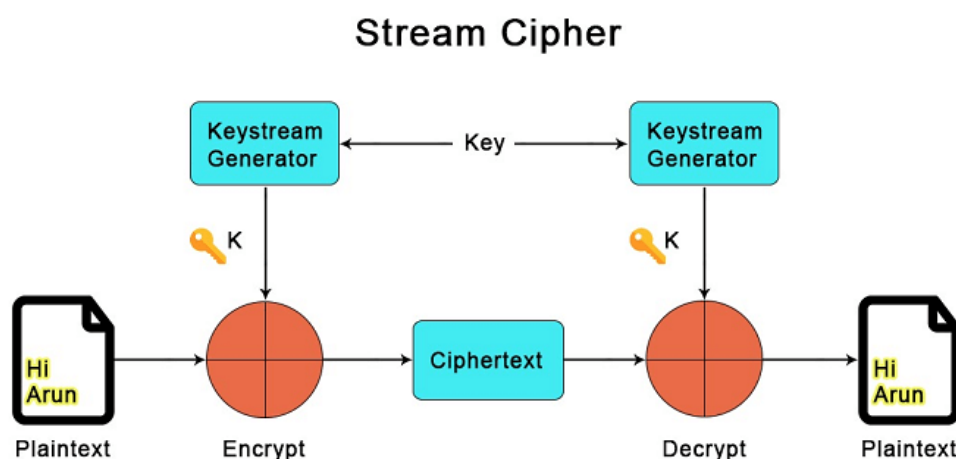 Stream Cipher
Keystream
Generator
Key
Keystream
Generator
K
K
Hi
Arun
Ciphertext
Hi
Arun
Plaintext
Encrypt
Decrypt
Plaintext